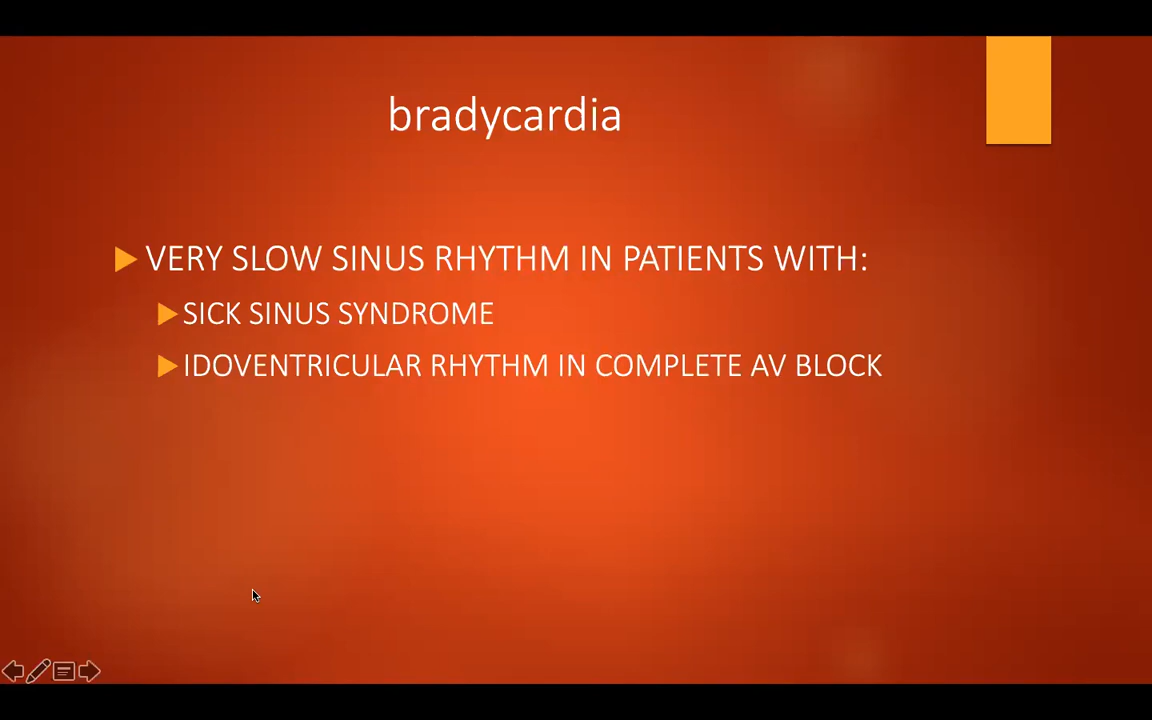 bradycardia
VERY SLOW SINUS RHYTHM IN PATIENTS WITH:
SICK SINUS SYNDROME
IDOVENTRICULAR RHYTHM IN COMPLETE AV BLOCK